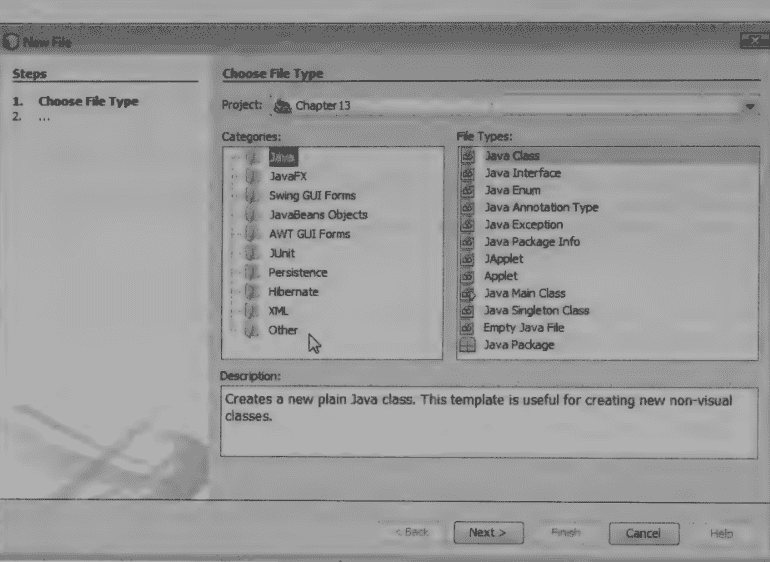 New File
Steps
1. Choose File Type
2. ...
Choose File Type
Project: Chapter13
Categories:
Java
JavaFX
Swing GUI Forms
JavaBeans Objects
AWT GUI Forms
JUnit
Persistence
Hibernate
XML
Other
File Types:
Java Class
Java Interface
Java Enum
Java Annotation Type
Java Exception
Java Package Info
JApplet
Applet
Java Main Class
Java Singleton Class
Empty Java File
Java Package
Description:
Creates a new plain Java class. This template is useful for creating new non-visual
classes.
< Back Next > Finish Cancel Help